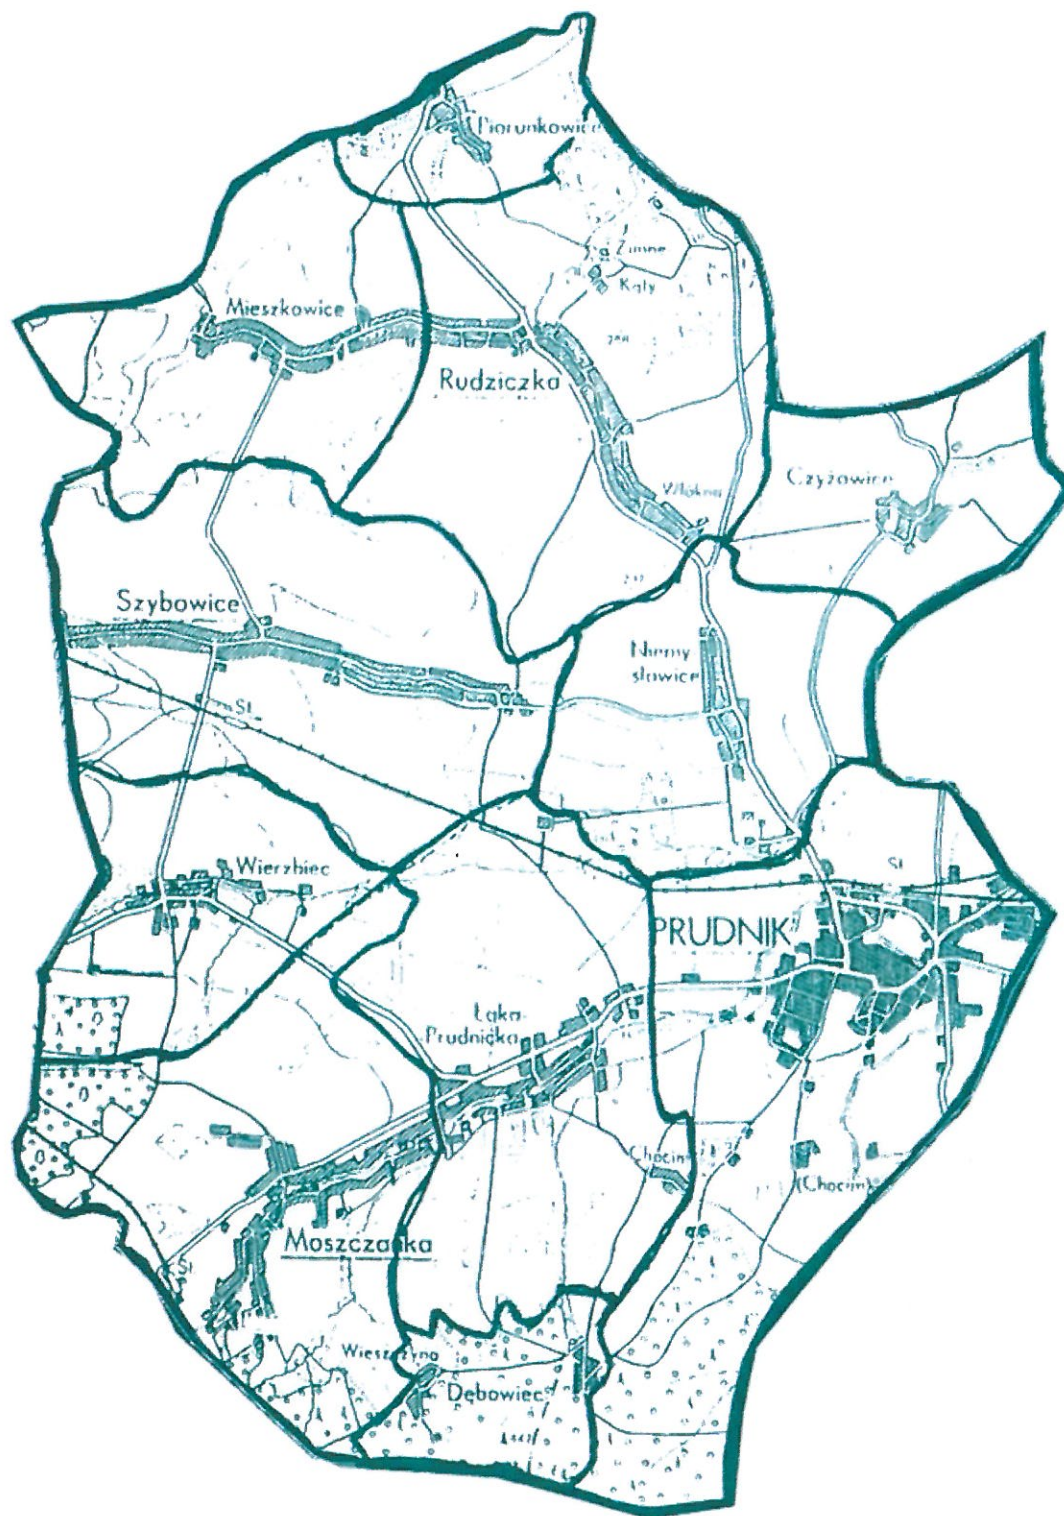 Piorunkowice
Zimne
Kąty
Mieszkowice
288
Rudziczka
Czyżowice
Włókna
Szybowice
Niemy
słowice
St.
Wierzbiec
St.
PRUDNIK
Łąka
Prudnicka
Chocim
(Chocim)
Moszczanka
St.
Wieszczyna
Dębowiec